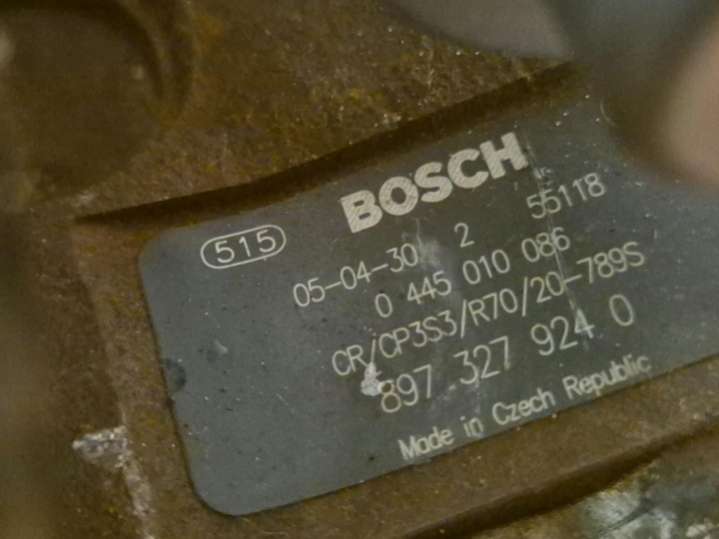 BOSCH
515
05-04-30 2 55118
0 445 010 086
CR/CP3S3/R70/20-789S
897 327 924 0
Made in Czech Republic